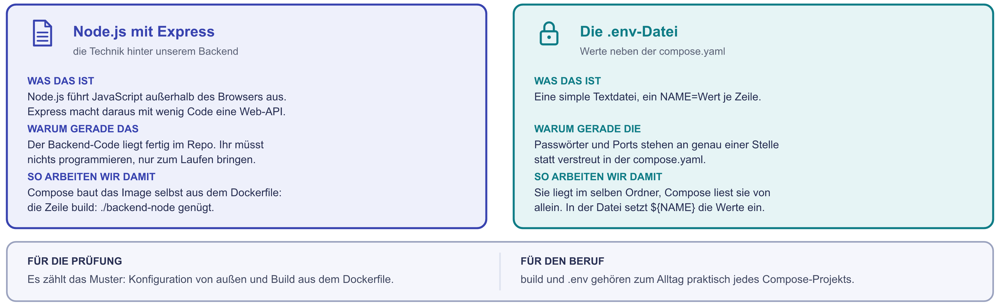 Node.js mit Express
die Technik hinter unserem Backend
WAS DAS IST
Node.js führt JavaScript außerhalb des Browsers aus.
Express macht daraus mit wenig Code eine Web-API.
WARUM GERADE DAS
Der Backend-Code liegt fertig im Repo. Ihr müsst
nichts programmieren, nur zum Laufen bringen.
SO ARBEITEN WIR DAMIT
Compose baut das Image selbst aus dem Dockerfile:
die Zeile build: ./backend-node genügt.
Die .env-Datei
Werte neben der compose.yaml
WAS DAS IST
Eine simple Textdatei, ein NAME=Wert je Zeile.
WARUM GERADE DIE
Passwörter und Ports stehen an genau einer Stelle
statt verstreut in der compose.yaml.
SO ARBEITEN WIR DAMIT
Sie liegt im selben Ordner, Compose liest sie von
allein. In der Datei setzt ${NAME} die Werte ein.
FÜR DIE PRÜFUNG
Es zählt das Muster: Konfiguration von außen und Build aus dem Dockerfile.
FÜR DEN BERUF
build und .env gehören zum Alltag praktisch jedes Compose-Projekts.